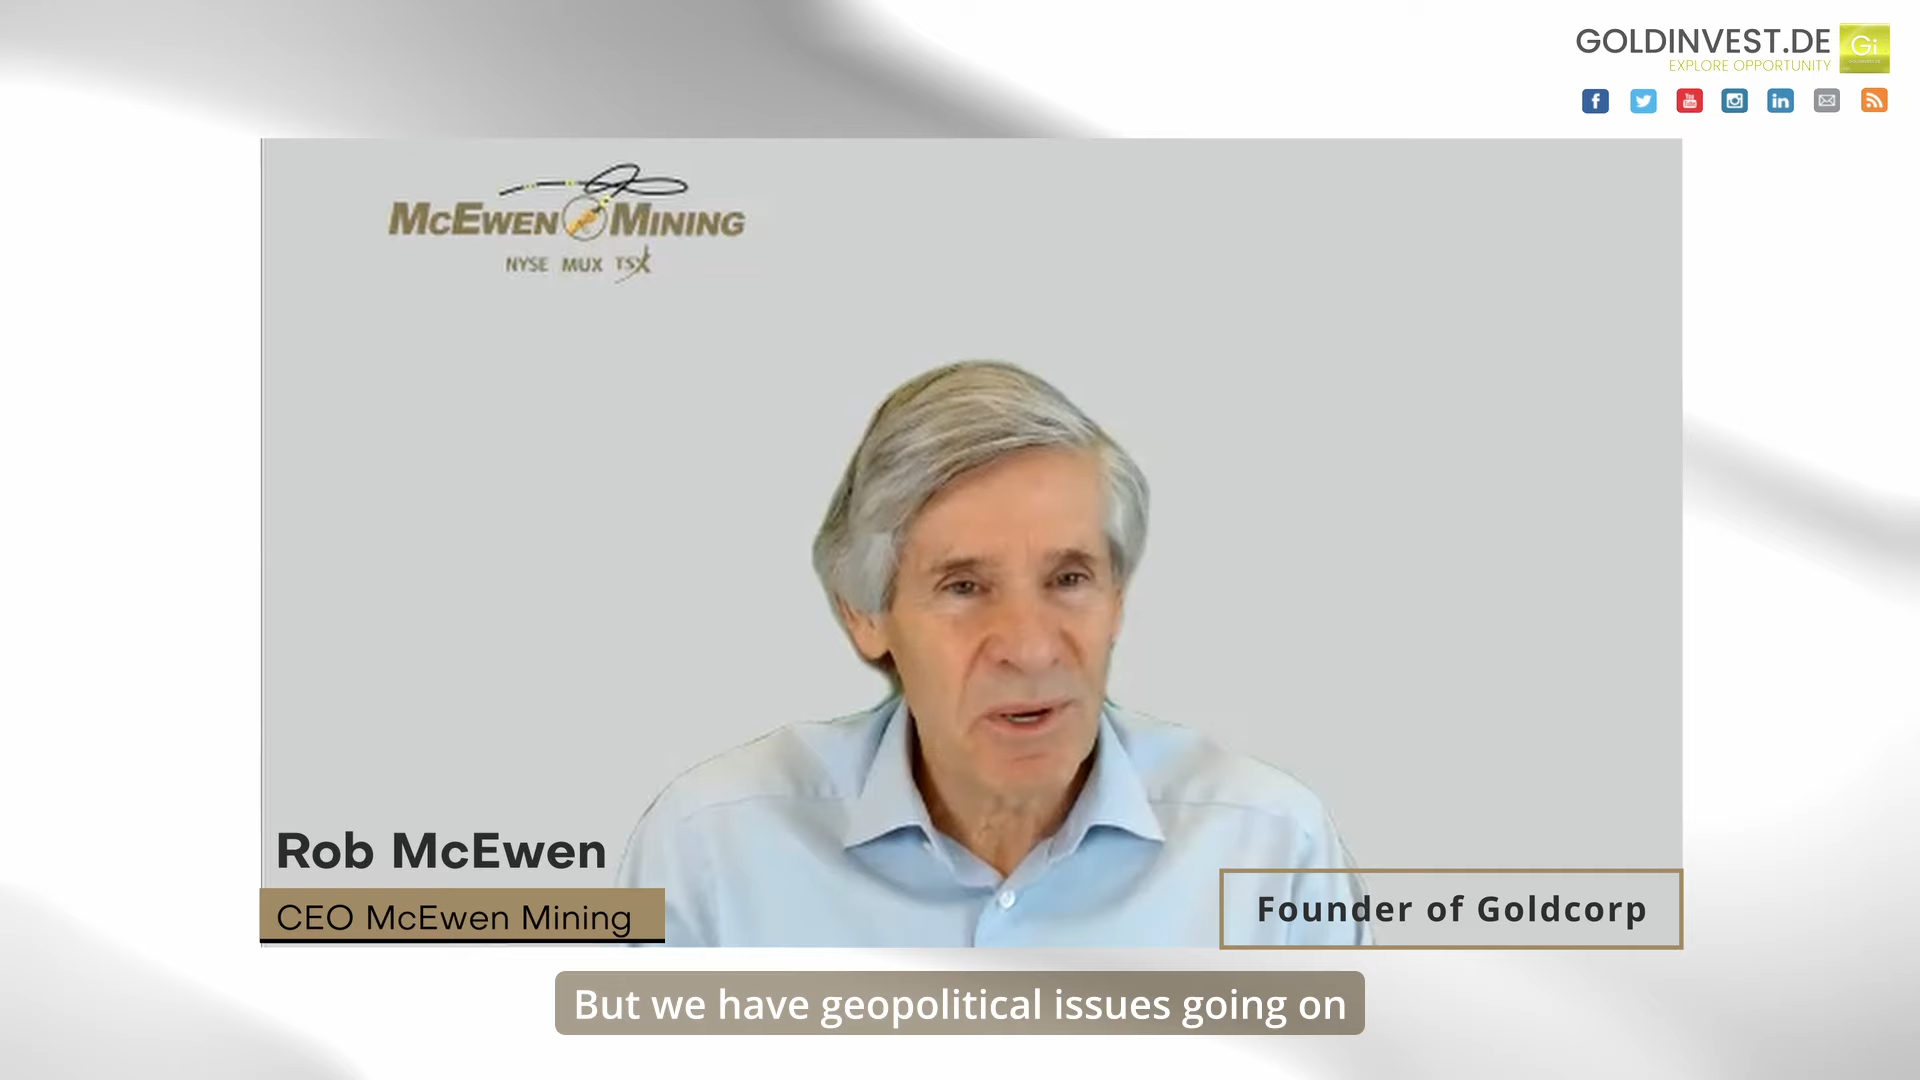 GOLDINVEST.DE
Gi
EXPLORE OPPORTUNITY
McEwen Mining
NYSE MUX TSX
Rob McEwen
CEO McEwen Mining
Founder of Goldcorp
But we have geopolitical issues going on